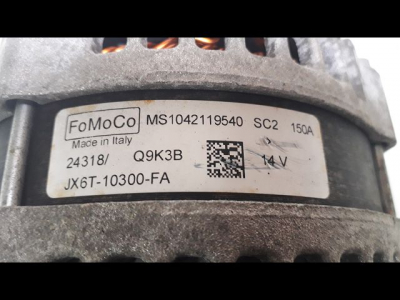 FoMoCo MS1042119540 SC2 150A
Made in Italy
24318/ Q9K3B 14 V
JX6T-10300-FA